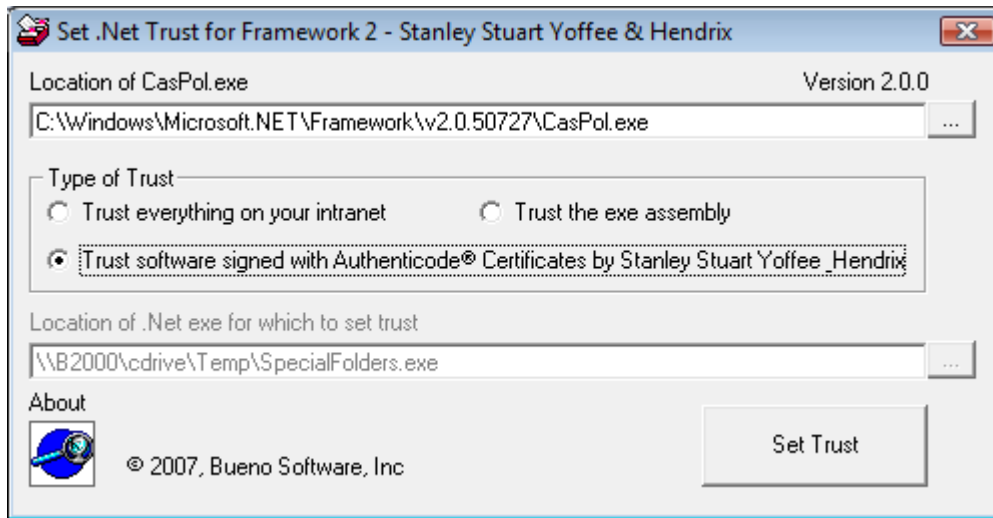 Set .Net Trust for Framework 2 - Stanley Stuart Yoffee & Hendrix
Location of CasPol.exe Version 2.0.0
C:\Windows\Microsoft.NET\Framework\v2.0.50727\CasPol.exe ...
Type of Trust
Trust everything on your intranet Trust the exe assembly
Trust software signed with Authenticode® Certificates by Stanley Stuart Yoffee _Hendrix
Location of .Net exe for which to set trust
\\B2000\cdrive\Temp\SpecialFolders.exe ...
About
© 2007, Bueno Software, Inc
Set Trust